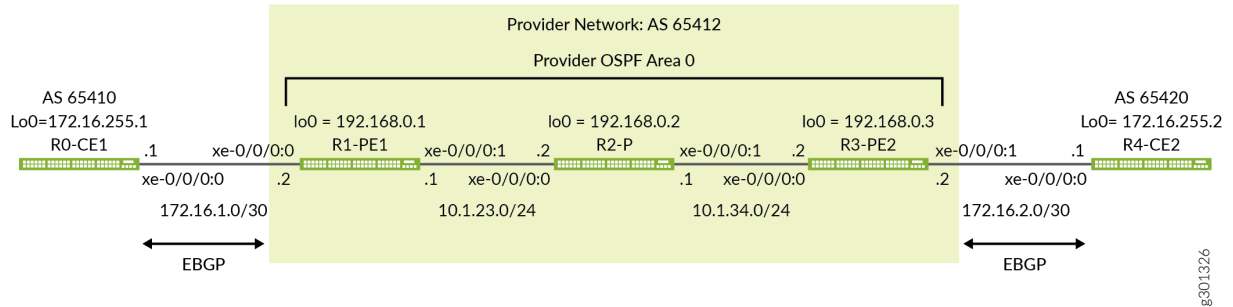 Provider Network: AS 65412
Provider OSPF Area 0
AS 65410
AS 65420
Lo0=172.16.255.1
lo0 = 192.168.0.1
lo0 = 192.168.0.2
lo0 = 192.168.0.3
Lo0= 172.16.255.2
R0-CE1
R1-PE1
R2-P
R3-PE2
R4-CE2
.1
xe-0/0/0:0
xe-0/0/0:1
.2
xe-0/0/0:1
.2
xe-0/0/0:1
.1
xe-0/0/0:0
.2
.1
xe-0/0/0:0
.1
xe-0/0/0:0
.2
xe-0/0/0:0
172.16.1.0/30
10.1.23.0/24
10.1.34.0/24
172.16.2.0/30
EBGP
EBGP
g301326